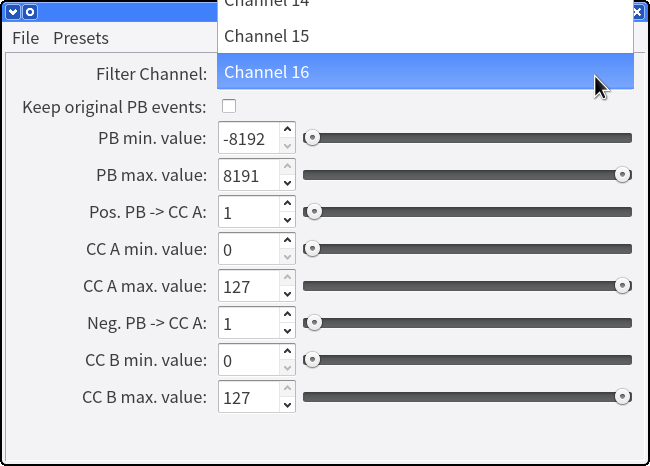 Channel 14
File Presets
Channel 15
Filter Channel: Channel 16
Keep original PB events:
PB min. value: -8192
PB max. value: 8191
Pos. PB -> CC A: 1
CC A min. value: 0
CC A max. value: 127
Neg. PB -> CC A: 1
CC B min. value: 0
CC B max. value: 127